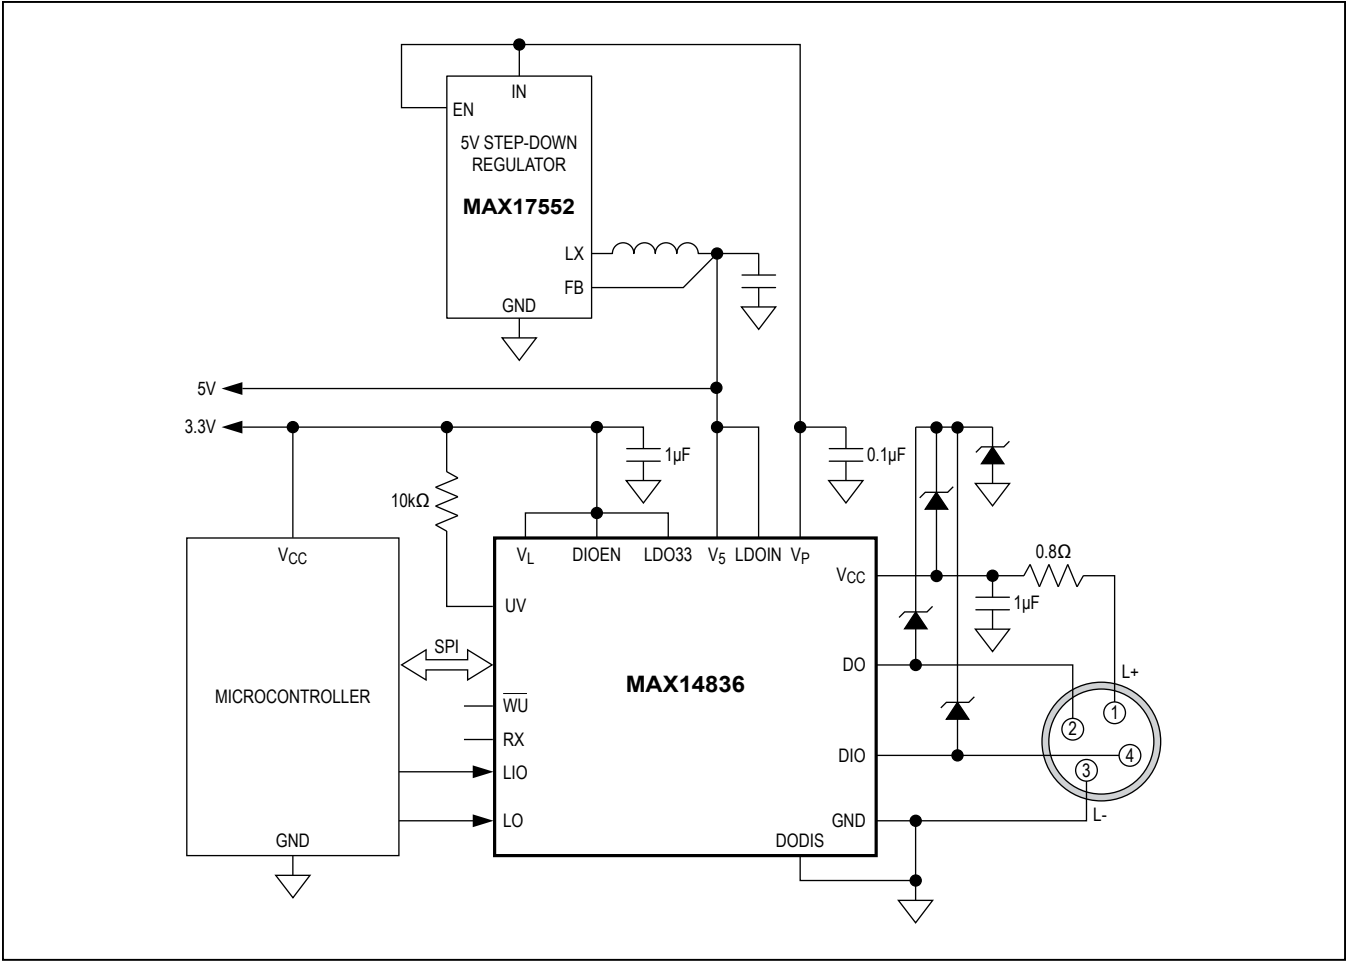 IN
EN
5V STEP-DOWN
REGULATOR
MAX17552
LX
FB
GND
5V
3.3V
1µF
0.1µF
10kΩ
VCC
VL
DIOEN
LDO33
V5
LDOIN
VP
VCC
0.8Ω
1µF
UV
SPI
DO
L+
MICROCONTROLLER
MAX14836
WU
RX
LIO
LO
DIO
1
2
4
3
GND
L-
GND
DODIS